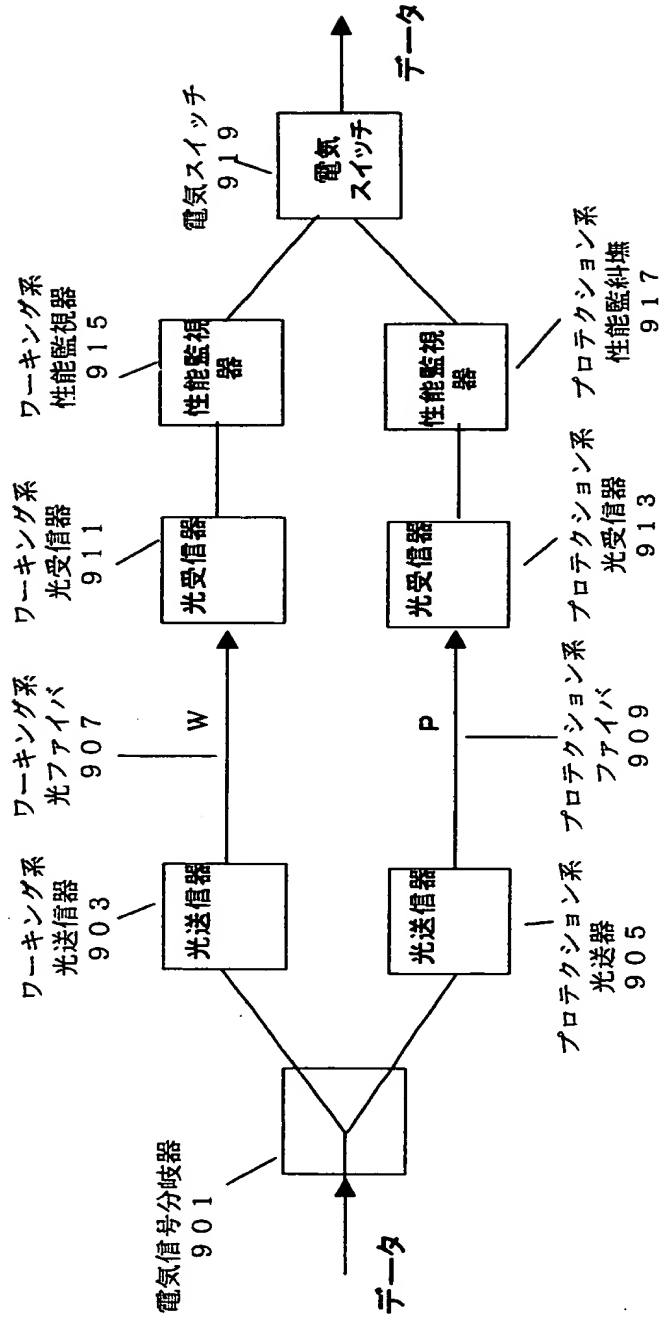 電気信号分岐器
901
データ
ワーキング系
光送信器
903
光送信器
ワーキング系
光ファイバ
907
W
ワーキング系
光受信器
911
光受信器
ワーキング系
性能監視器
915
性能監視
器
電気スイッチ
919
電気
スイッチ
データ
光送信器
プロテクション系
光送器
905
P
プロテクション系
ファイバ
909
光受信器
プロテクション系
光受信器
913
性能監視
器
プロテクション系
性能監糾撫
917